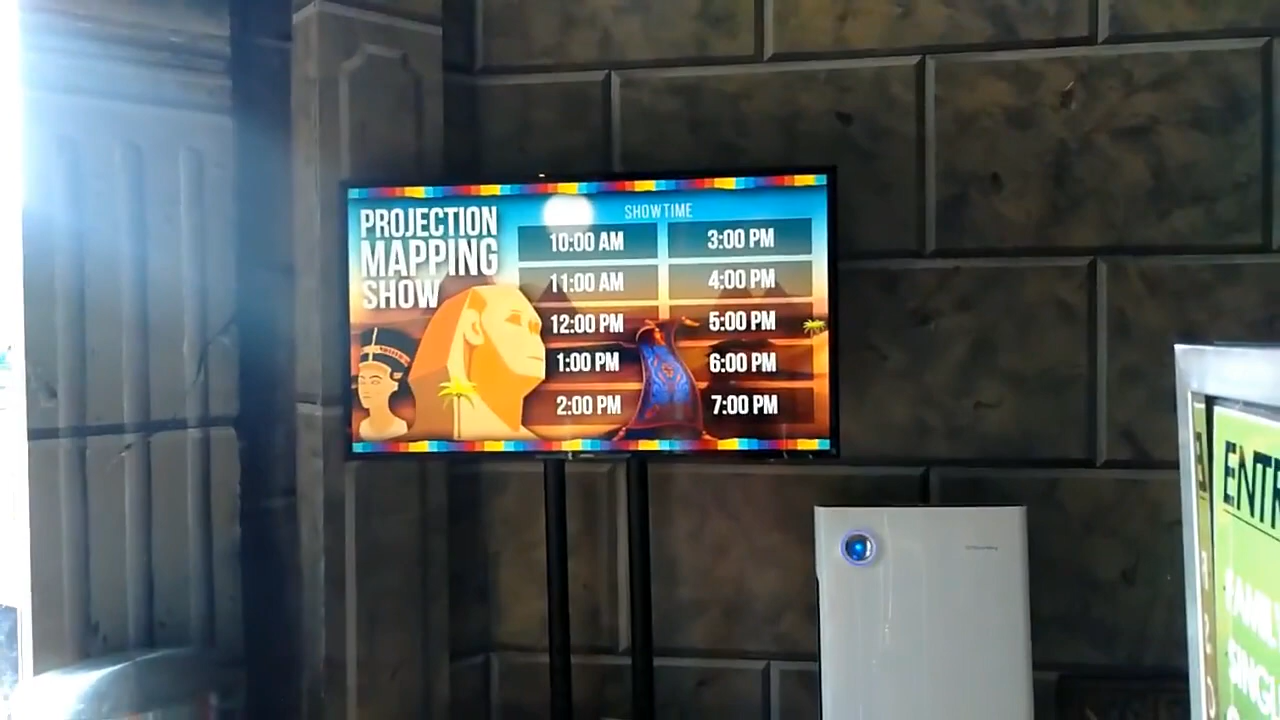 PROJECTION
MAPPING
SHOW
SHOWTIME
10:00 AM
11:00 AM
12:00 PM
1:00 PM
2:00 PM
3:00 PM
4:00 PM
5:00 PM
6:00 PM
7:00 PM